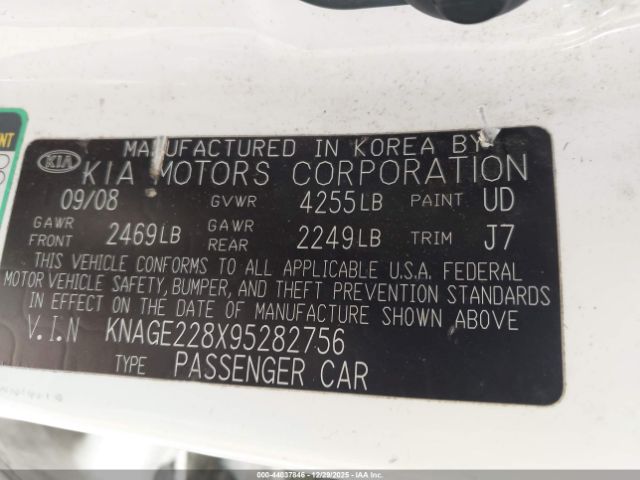 MANUFACTURED IN KOREA BY
KIA KIA MOTORS CORPORATION
09/08 GVWR 4255LB PAINT UD
GAWR FRONT 2469LB GAWR REAR 2249LB TRIM J7
THIS VEHICLE CONFORMS TO ALL APPLICABLE U.S.A. FEDERAL
MOTOR VEHICLE SAFETY, BUMPER, AND THEFT PREVENTION STANDARDS
IN EFFECT ON THE DATE OF MANUFACTURE SHOWN ABOVE
V.I.N KNAGE228X95282756
TYPE PASSENGER CAR
000-44837846 - 12/29/2025 - IAA Inc.